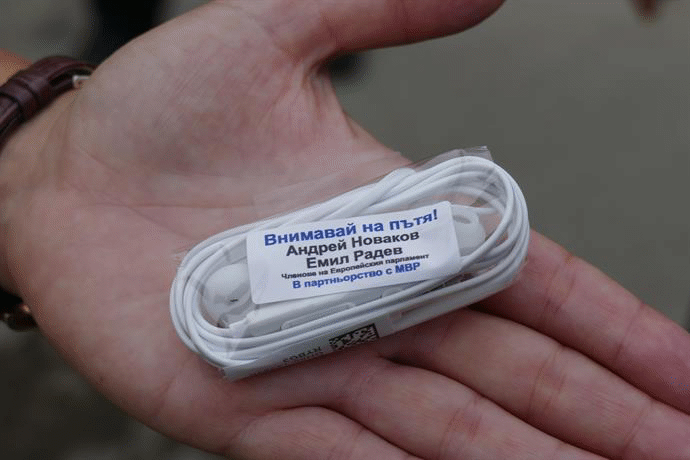 Внимавай на пътя!
Андрей Новаков
Емил Радев
Членове на Европейския парламент
В партньорство с МВР